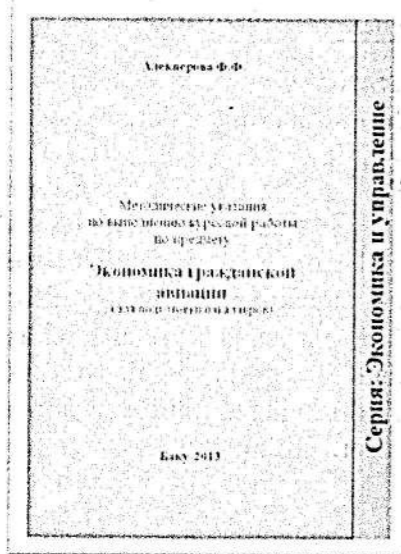 Алекперова Ф.Ф.
Методические указания
по выполнению курсовой работы
по предмету
Экономика гражданской
авиации
Баку 2013
Серия: Экономика и управление